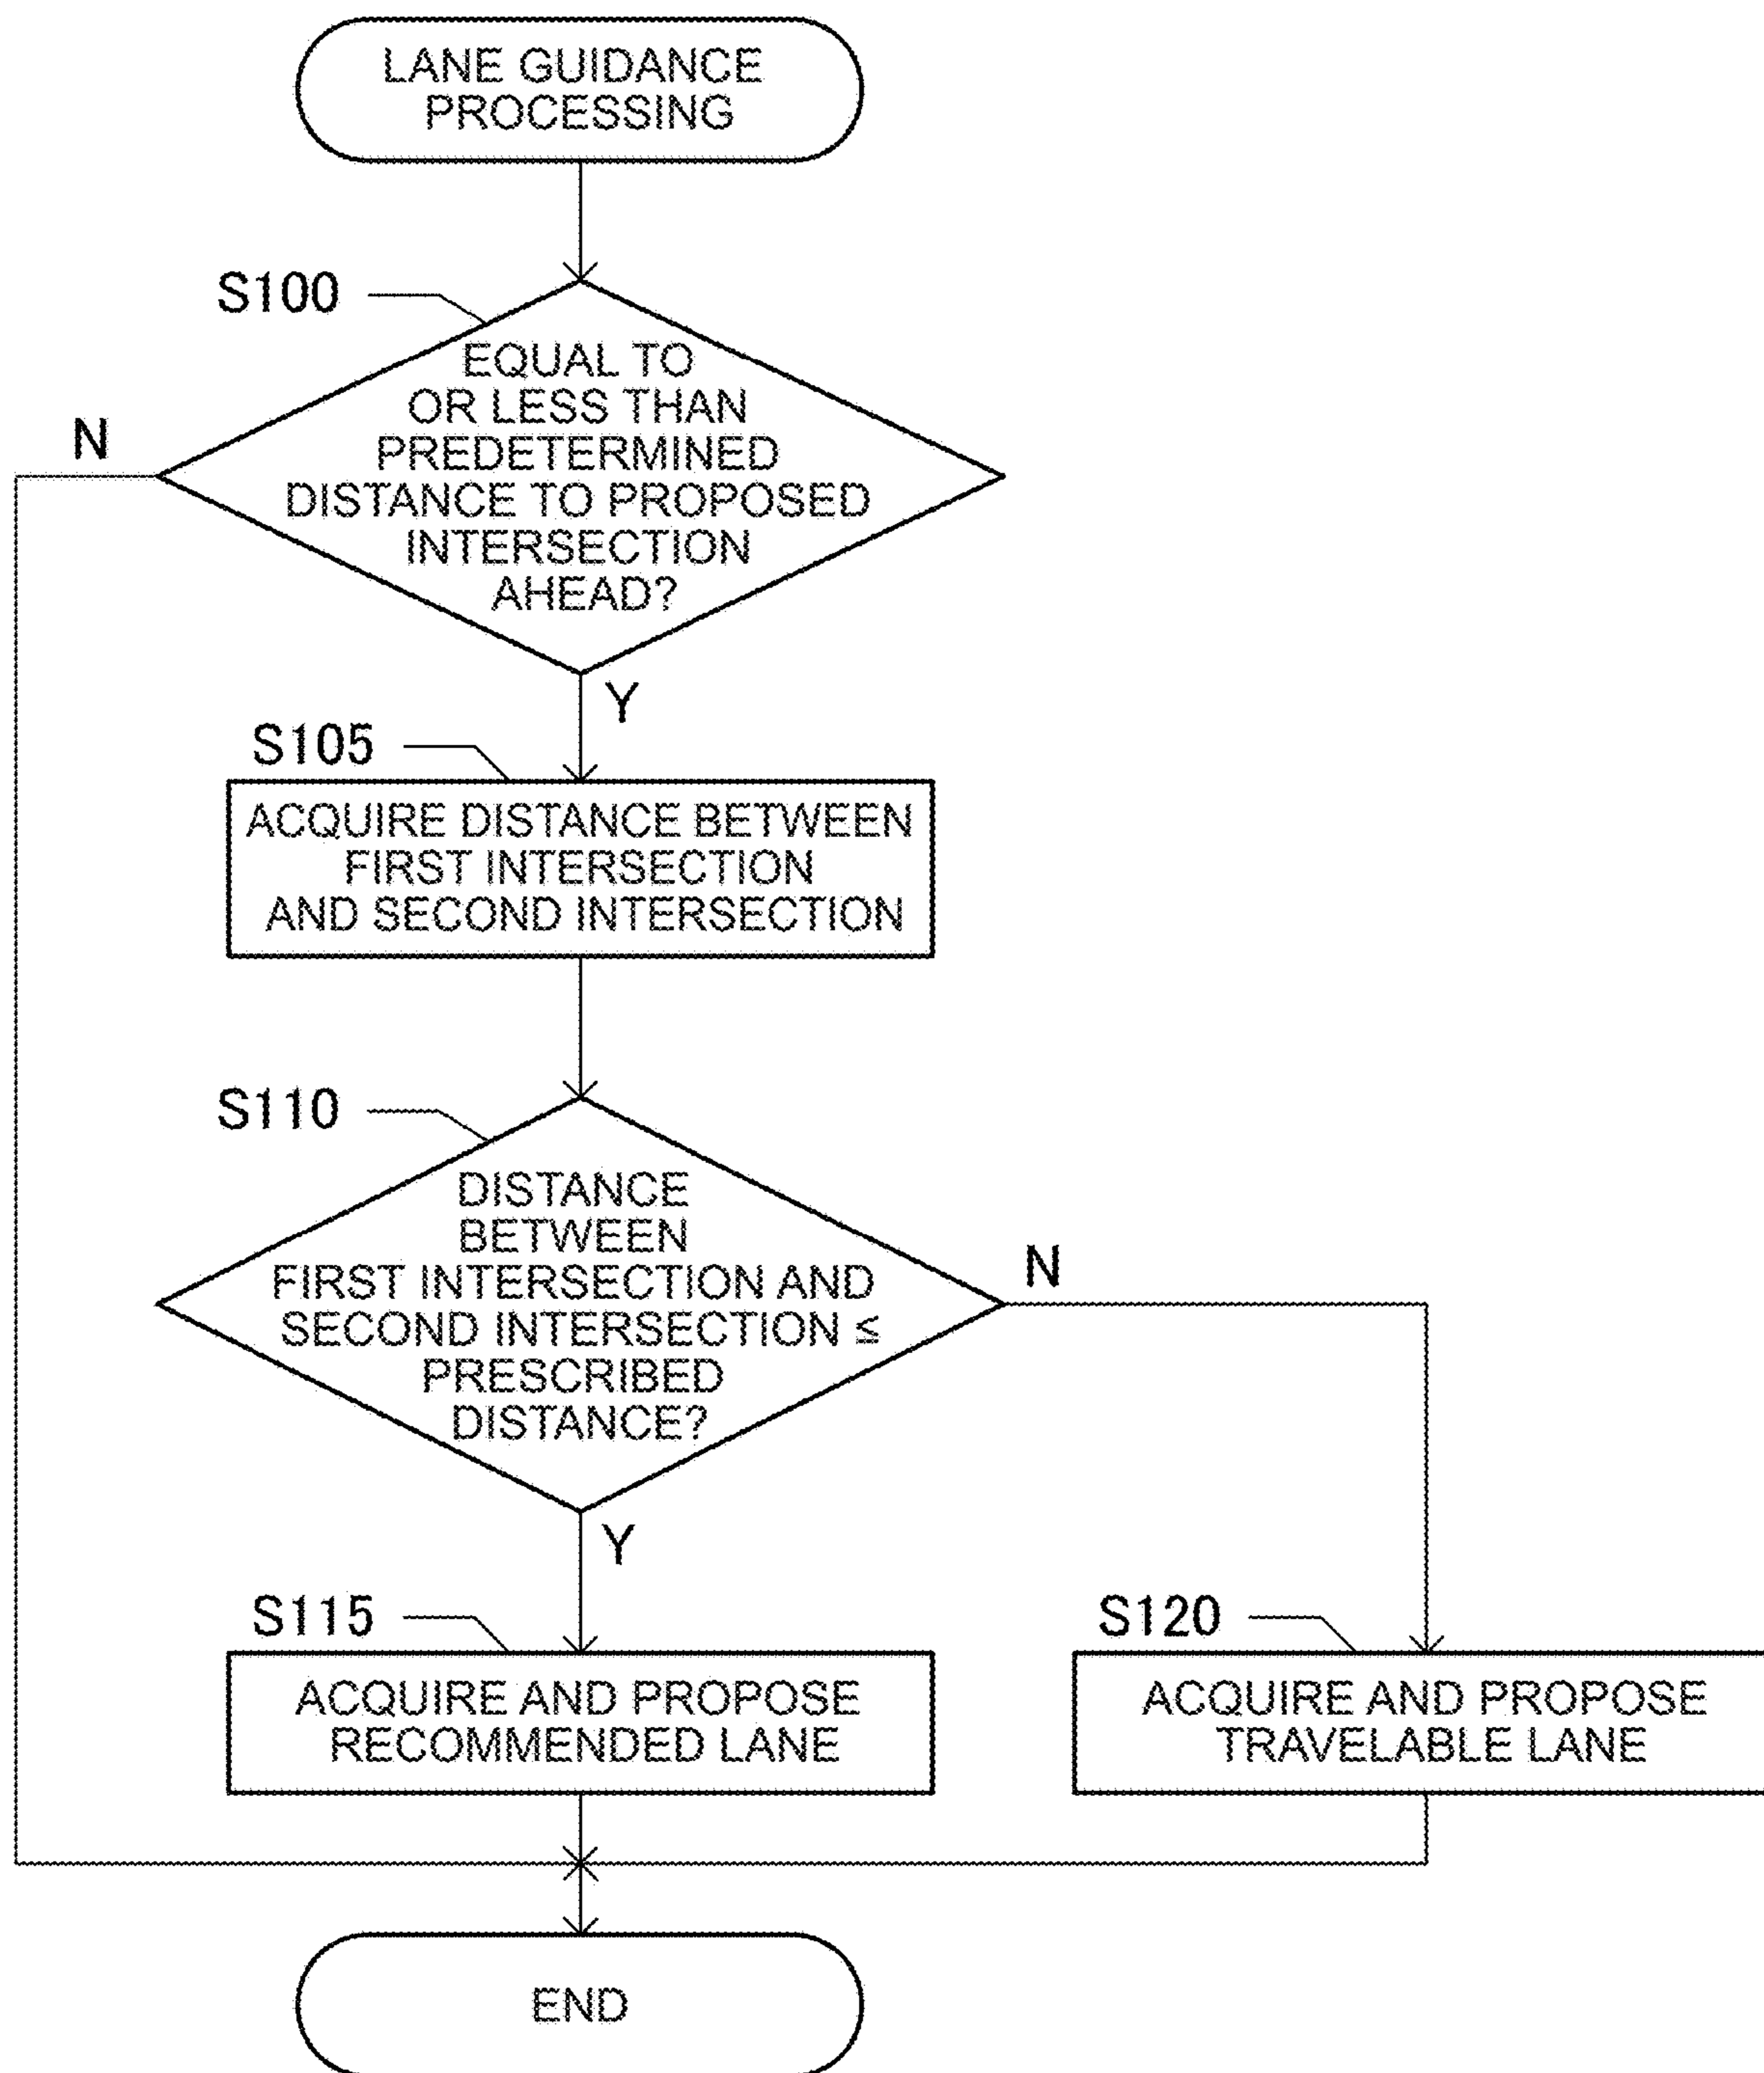 LANE GUIDANCE
PROCESSING
S100
EQUAL TO
OR LESS THAN
PREDETERMINED
DISTANCE TO PROPOSED
INTERSECTION
AHEAD?
N
Y
S105
ACQUIRE DISTANCE BETWEEN
FIRST INTERSECTION
AND SECOND INTERSECTION
S110
DISTANCE
BETWEEN
FIRST INTERSECTION AND
SECOND INTERSECTION ≤
PRESCRIBED
DISTANCE?
N
Y
S115
ACQUIRE AND PROPOSE
RECOMMENDED LANE
S120
ACQUIRE AND PROPOSE
TRAVELABLE LANE
END